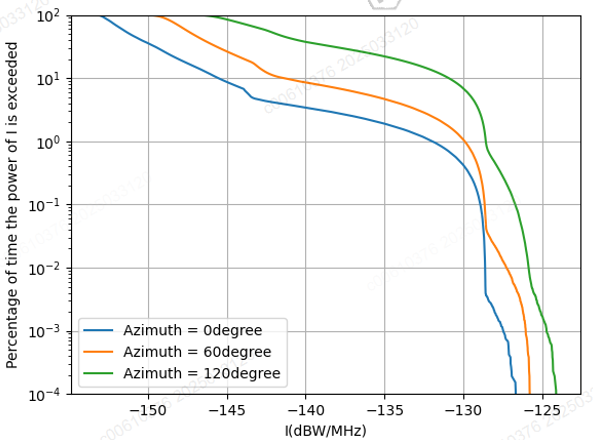 Percentage of time the power of I is exceeded
10²
10¹
10⁰
10⁻¹
10⁻²
10⁻³
10⁻⁴
Azimuth = 0degree
Azimuth = 60degree
Azimuth = 120degree
−150 −145 −140 −135 −130 −125
I(dBW/MHz)